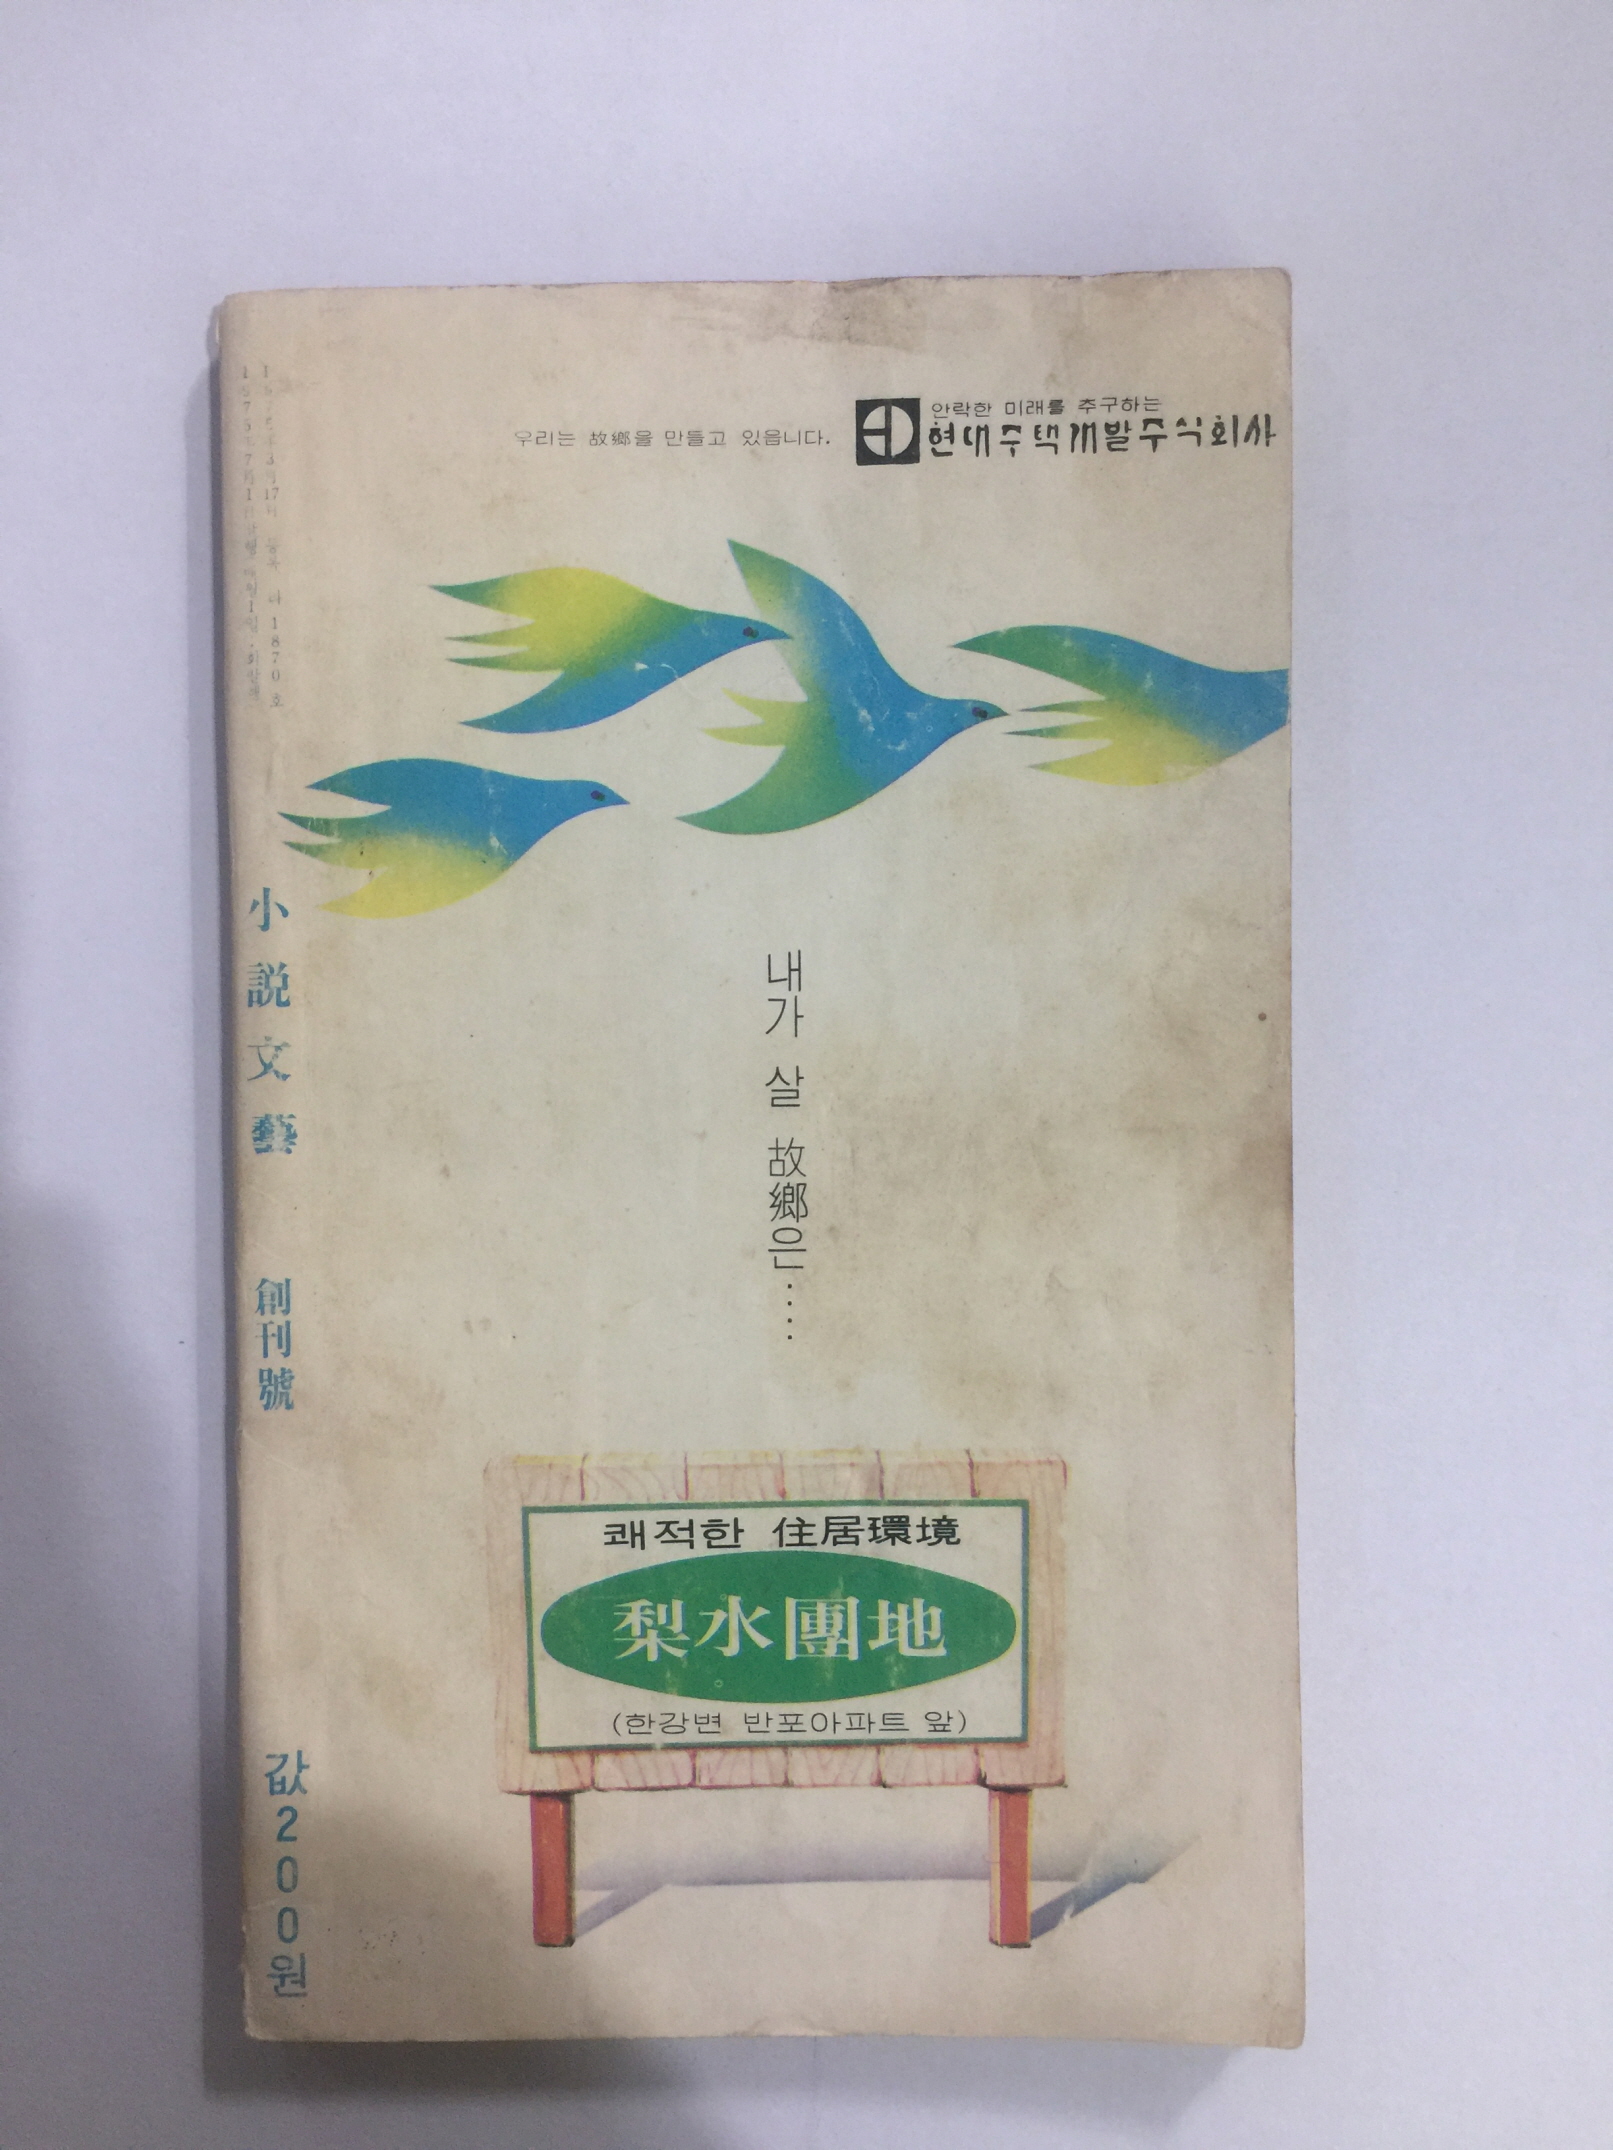 안락한 미래를 추구하는
우리는 故鄕을 만들고 있읍니다.
현대주택개발주식회사
내가 살 故鄕은····
쾌적한 住居環境
梨水團地
(한강변 반포아파트 앞)
小説文藝 創刊號
값200원